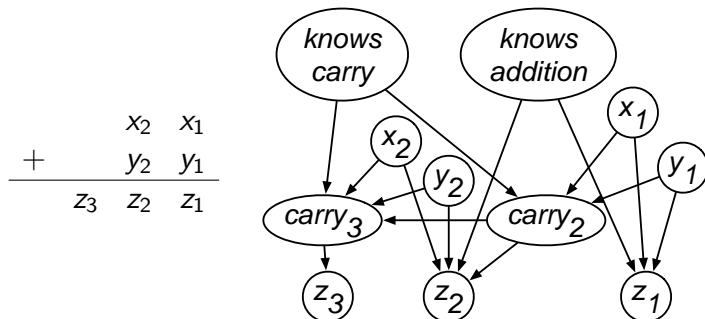 x₂ x₁
+ y₂ y₁
z₃ z₂ z₁
knows
carry
knows
addition
x₂
x₁
y₂
y₁
carry₃
carry₂
z₃
z₂
z₁